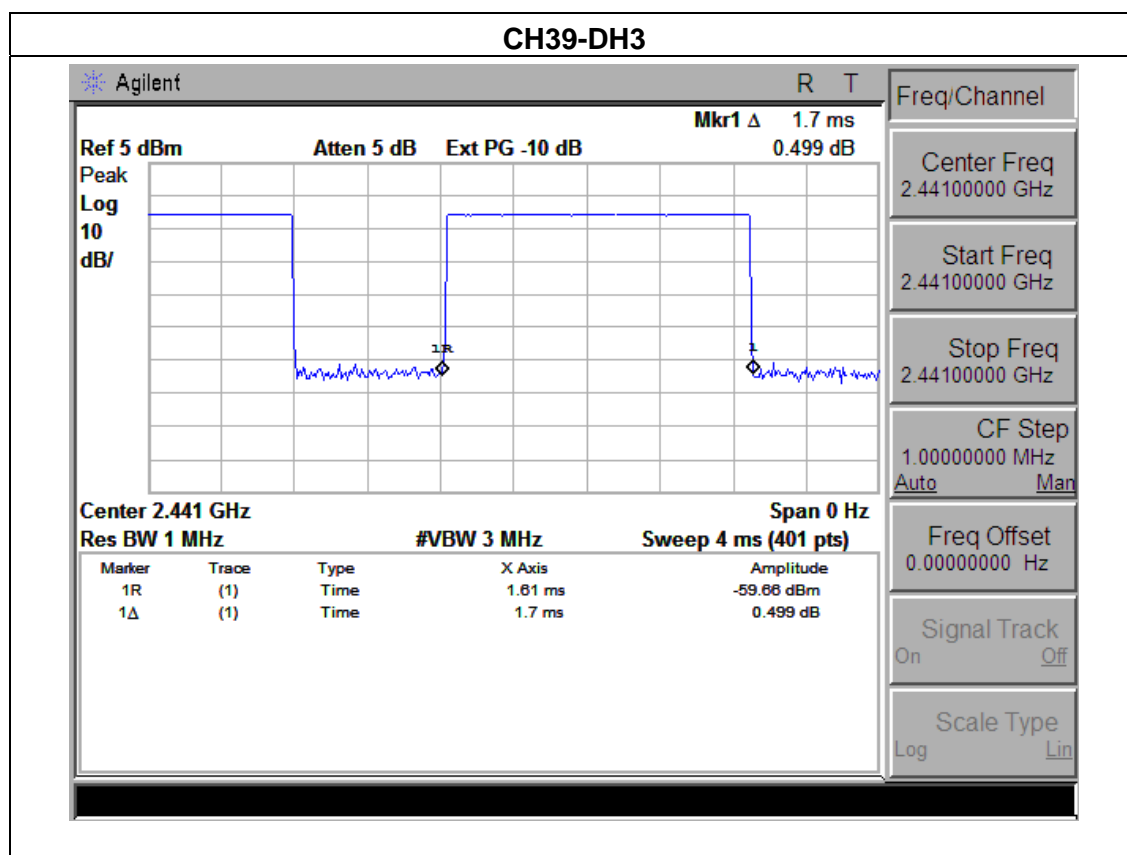 CH39-DH3
Agilent R T
Mkr1 Δ 1.7 ms
Ref 5 dBm Atten 5 dB Ext PG -10 dB 0.499 dB
Peak
Log
10
dB/
1R
1
Center 2.441 GHz Span 0 Hz
Res BW 1 MHz #VBW 3 MHz Sweep 4 ms (401 pts)
Marker Trace Type X Axis Amplitude
1R (1) Time 1.61 ms -59.66 dBm
1Δ (1) Time 1.7 ms 0.499 dB
Freq/Channel
Center Freq
2.44100000 GHz
Start Freq
2.44100000 GHz
Stop Freq
2.44100000 GHz
CF Step
1.00000000 MHz
Auto Man
Freq Offset
0.00000000 Hz
Signal Track
On Off
Scale Type
Log Lin